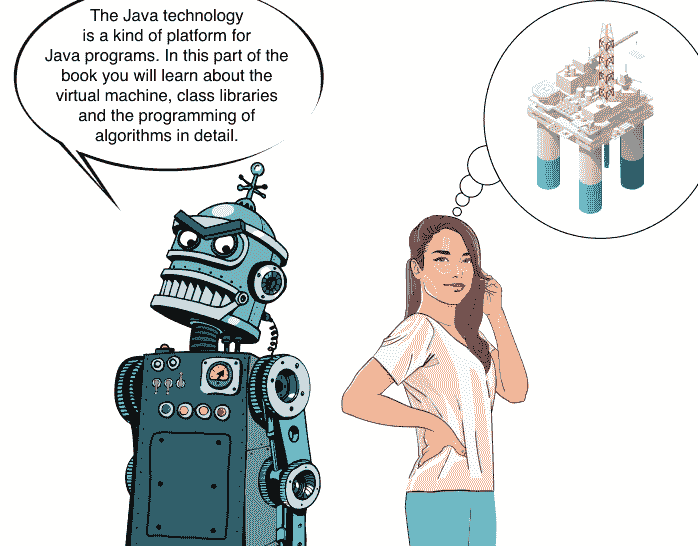 The Java technology
is a kind of platform for
Java programs. In this part of the
book you will learn about the
virtual machine, class libraries
and the programming of
algorithms in detail.